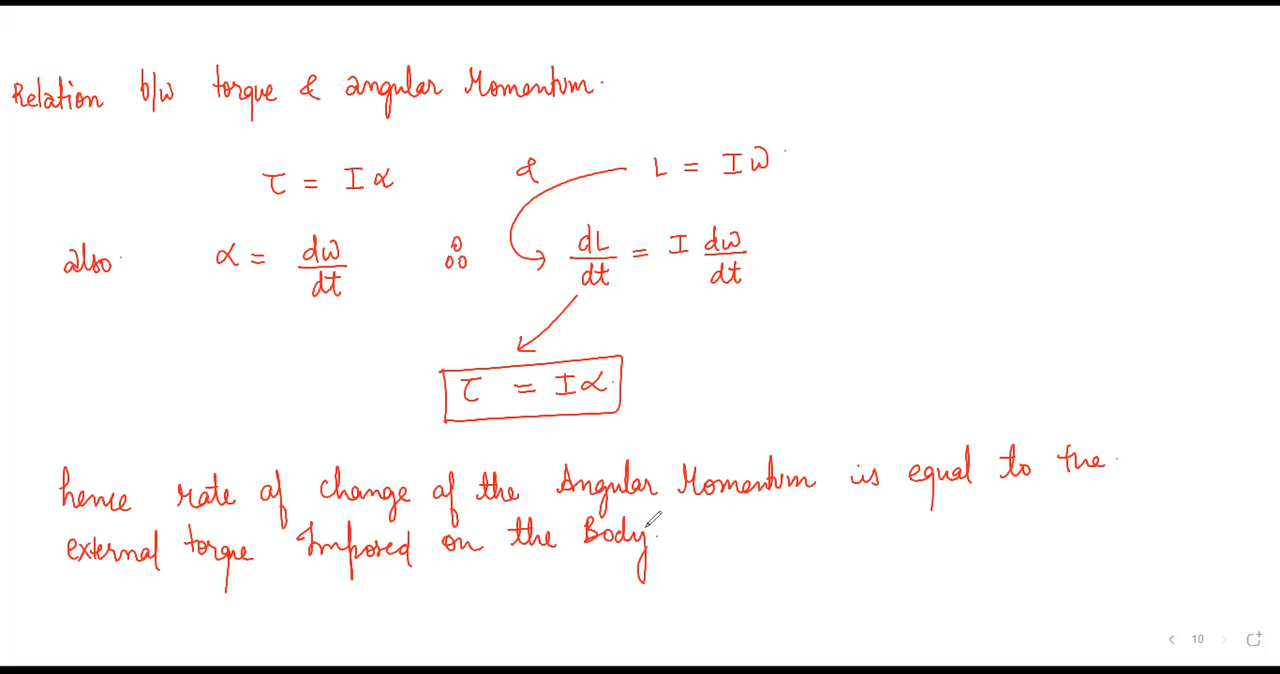 Relation b/w torque & angular Momentum.
τ = Iα & L = Iω
also α = dω/dt ∴ dL/dt = I dω/dt
τ = Iα.
hence rate of change of the Angular Momentum is equal to the
external torque Imposed on the Body.
< 10 >